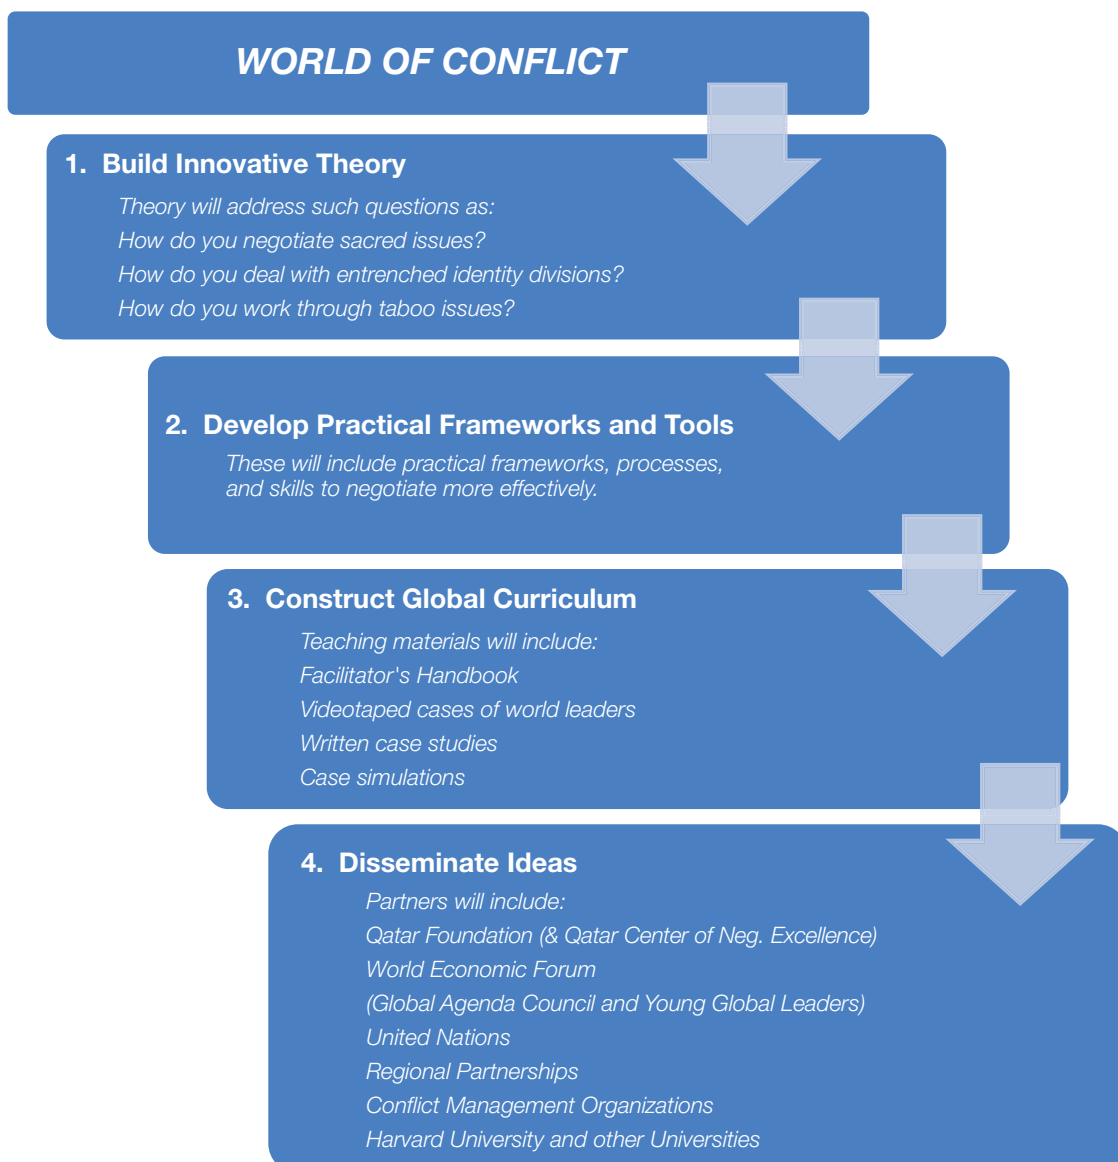 WORLD OF CONFLICT
1. Build Innovative Theory
Theory will address such questions as:
How do you negotiate sacred issues?
How do you deal with entrenched identity divisions?
How do you work through taboo issues?
2. Develop Practical Frameworks and Tools
These will include practical frameworks, processes,
and skills to negotiate more effectively.
3. Construct Global Curriculum
Teaching materials will include:
Facilitator's Handbook
Videotaped cases of world leaders
Written case studies
Case simulations
4. Disseminate Ideas
Partners will include:
Qatar Foundation (& Qatar Center of Neg. Excellence)
World Economic Forum
(Global Agenda Council and Young Global Leaders)
United Nations
Regional Partnerships
Conflict Management Organizations
Harvard University and other Universities